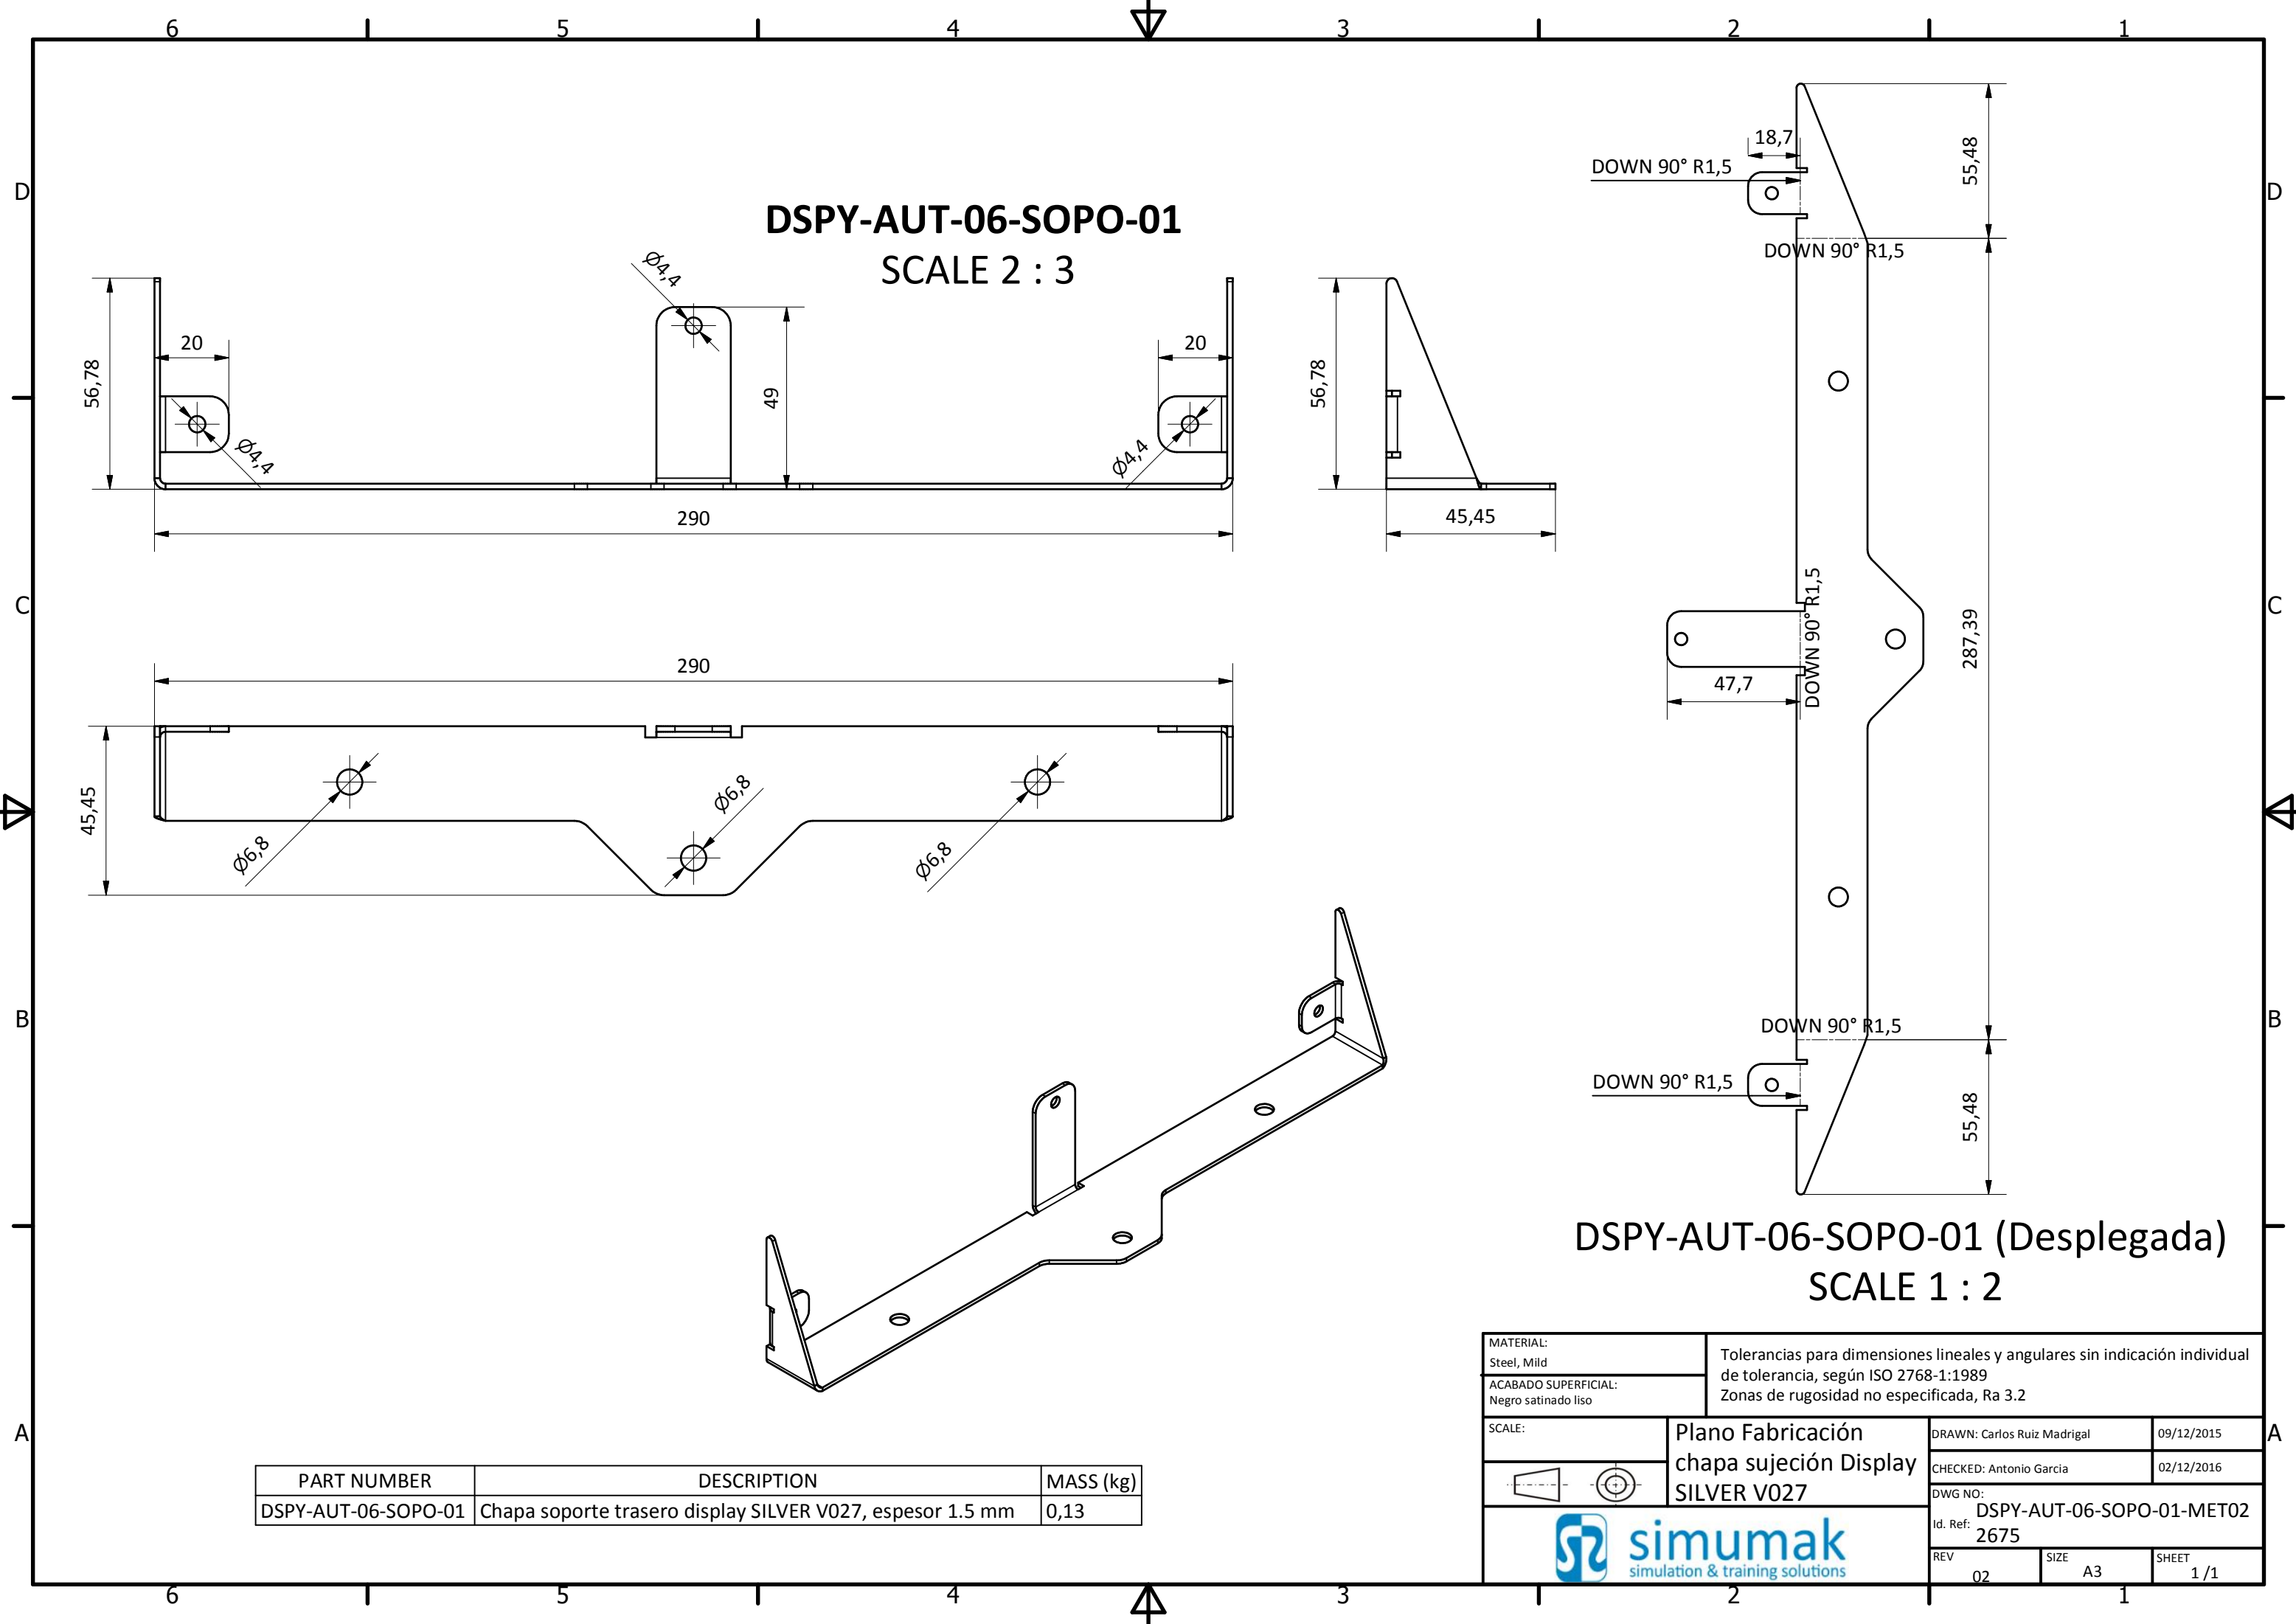 6 5 4 3 2 1
D D
C C
B B
A A
6 5 4 3 2 1
DSPY-AUT-06-SOPO-01
SCALE 2 : 3
Ø4,4
56,78
20
Ø4,4
49
20
Ø4,4
290
56,78
45,45
290
45,45
Ø6,8
Ø6,8
Ø6,8
18,7
DOWN 90° R1,5
55,48
DOWN 90° R1,5
DOWN 90° R1,5
287,39
47,7
DOWN 90° R1,5
DOWN 90° R1,5
55,48
DSPY-AUT-06-SOPO-01 (Desplegada)
SCALE 1 : 2
PART NUMBER DESCRIPTION MASS (kg)
DSPY-AUT-06-SOPO-01 Chapa soporte trasero display SILVER V027, espesor 1.5 mm 0,13
MATERIAL:
Steel, Mild
ACABADO SUPERFICIAL:
Negro satinado liso
Tolerancias para dimensiones lineales y angulares sin indicación individual
de tolerancia, según ISO 2768-1:1989
Zonas de rugosidad no especificada, Ra 3.2
SCALE:
Plano Fabricación
chapa sujeción Display
SILVER V027
DRAWN: Carlos Ruiz Madrigal 09/12/2015
CHECKED: Antonio Garcia 02/12/2016
DWG NO:
DSPY-AUT-06-SOPO-01-MET02
Id. Ref: 2675
REV 02
SIZE A3
SHEET 1 /1
simumak
simulation & training solutions